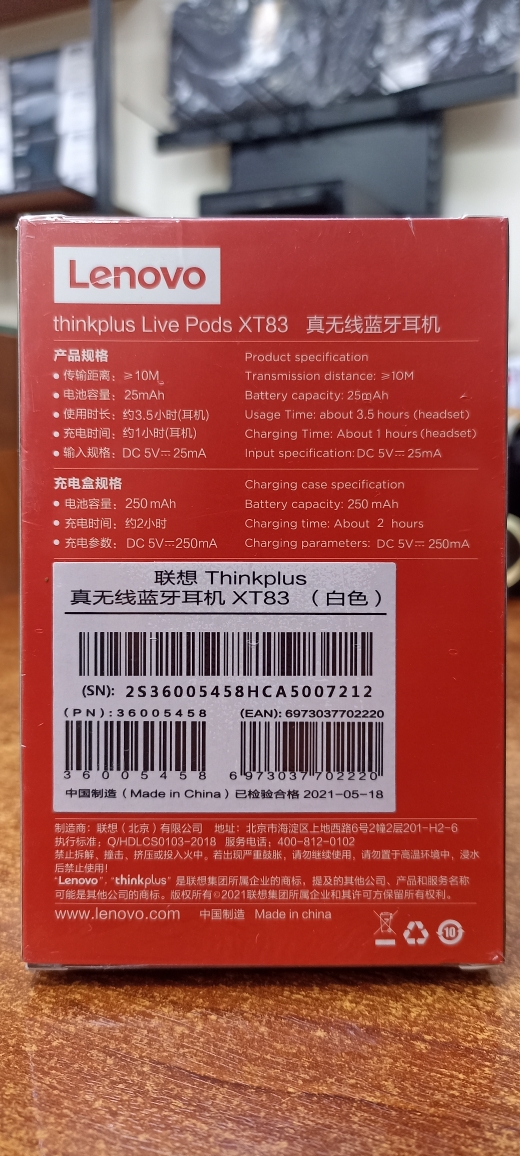 Lenovo
thinkplus Live Pods XT83 真无线蓝牙耳机
产品规格 Product specification
传输距离：≥10M Transmission distance: ≥10M
电池容量：25mAh Battery capacity: 25mAh
使用时长：约3.5小时(耳机) Usage Time: about 3.5 hours (headset)
充电时间：约1小时(耳机) Charging Time: About 1 hours (headset)
输入规格：DC 5V⎓25mA Input specification: DC 5V⎓25mA
充电盒规格 Charging case specification
电池容量：250 mAh Battery capacity: 250 mAh
充电时间：约2小时 Charging time: About 2 hours
充电参数：DC 5V⎓250mA Charging parameters: DC 5V⎓250mA
联想 Thinkplus
真无线蓝牙耳机 XT83 （白色）
(SN): 2S36005458HCA5007212
(PN):36005458 (EAN): 6973037702220
36005458 6973037702220
中国制造（Made in China）已检验合格 2021-05-18
制造商：联想（北京）有限公司 地址：北京市海淀区上地西路6号2幢2层201-H2-6
执行标准：Q/HDLCS0103-2018 服务电话：400-812-0102
禁止拆解、撞击、挤压或投入火中。若出现严重鼓胀，请勿继续使用，请勿置于高温环境中，浸水
后禁止使用！
“Lenovo”，“thinkplus” 是联想集团所属企业的商标，提及的其他公司、产品和服务名称
可能是其他公司的商标。版权所有©2021联想集团所属企业和其许可方保留所有权利。
www.lenovo.com 中国制造 Made in china
10